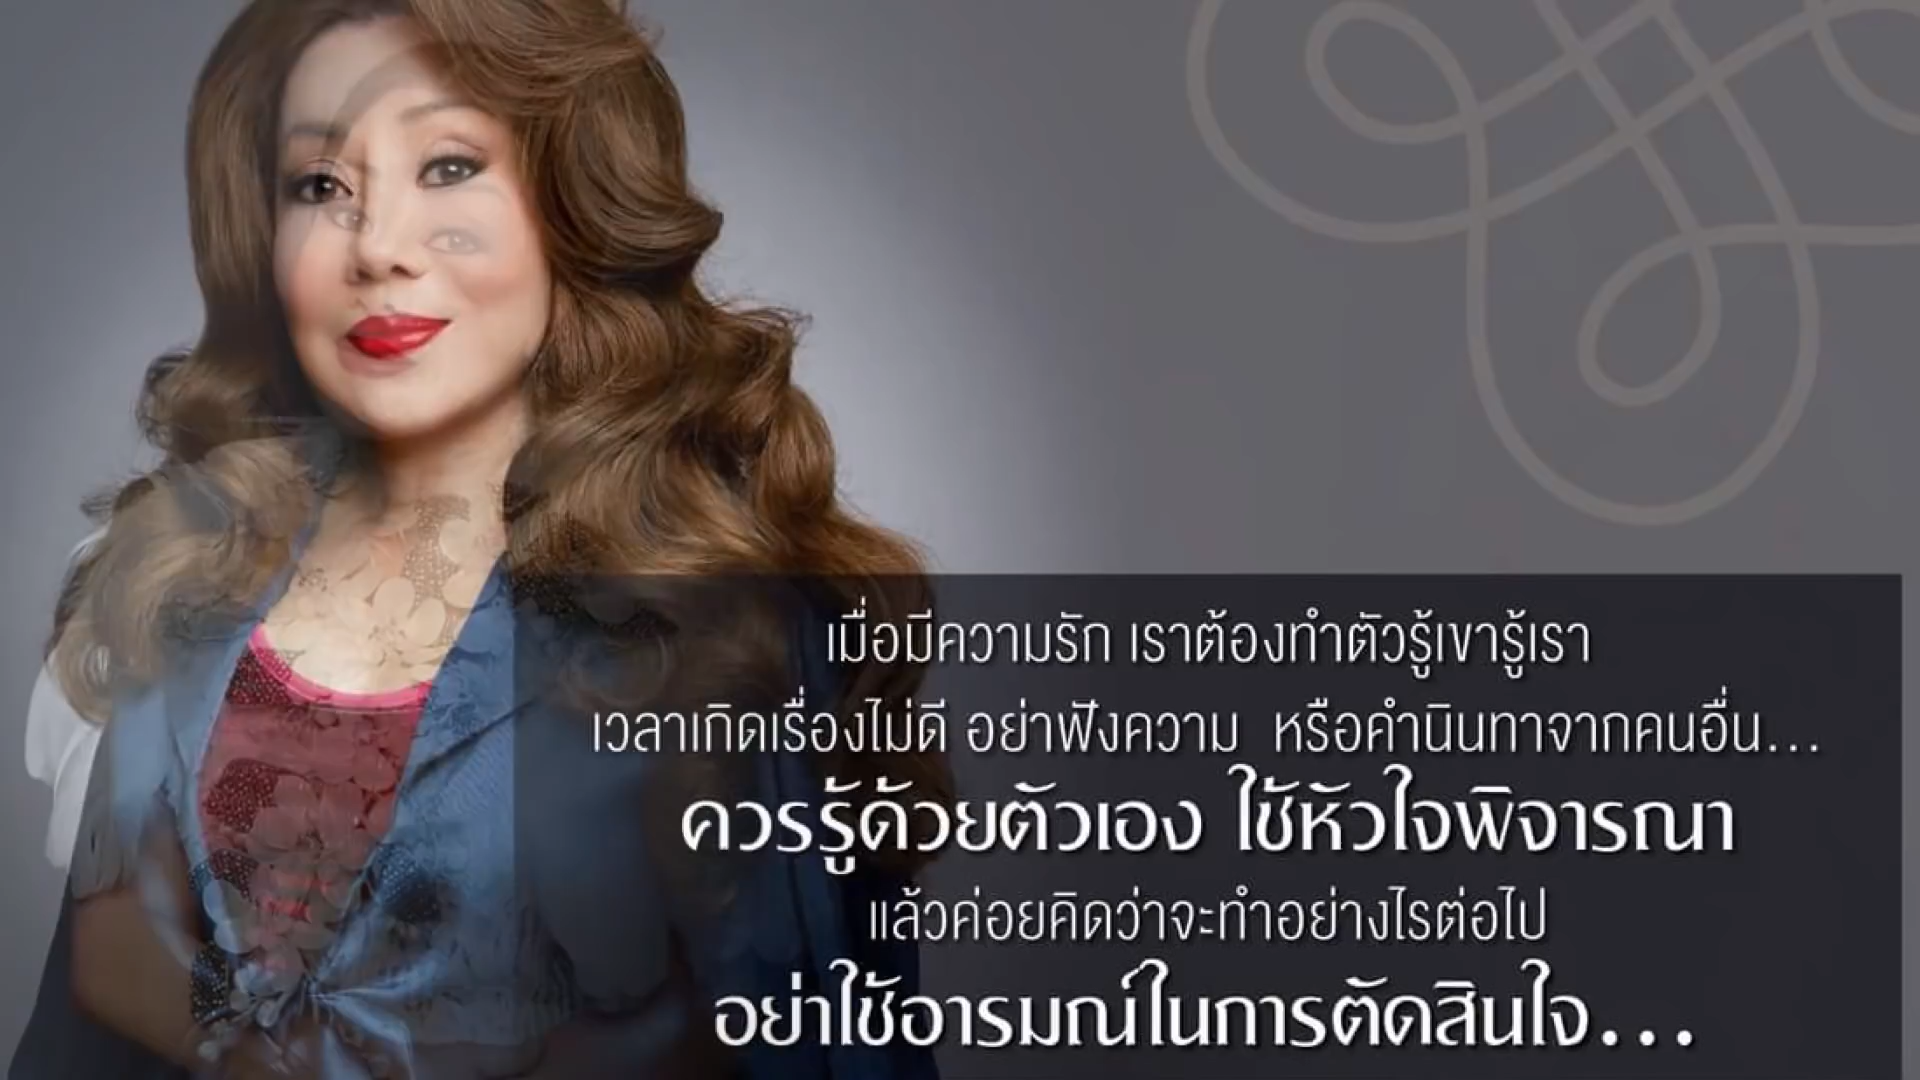 เมื่อมีความรัก เราต้องทำตัวรู้เขารู้เรา
เวลาเกิดเรื่องไม่ดี อย่าฟังความ หรือคำนินทาจากคนอื่น...
ควรรู้ด้วยตัวเอง ใช้หัวใจพิจารณา
แล้วค่อยคิดว่าจะทำอย่างไรต่อไป
อย่าใช้อารมณ์ในการตัดสินใจ...